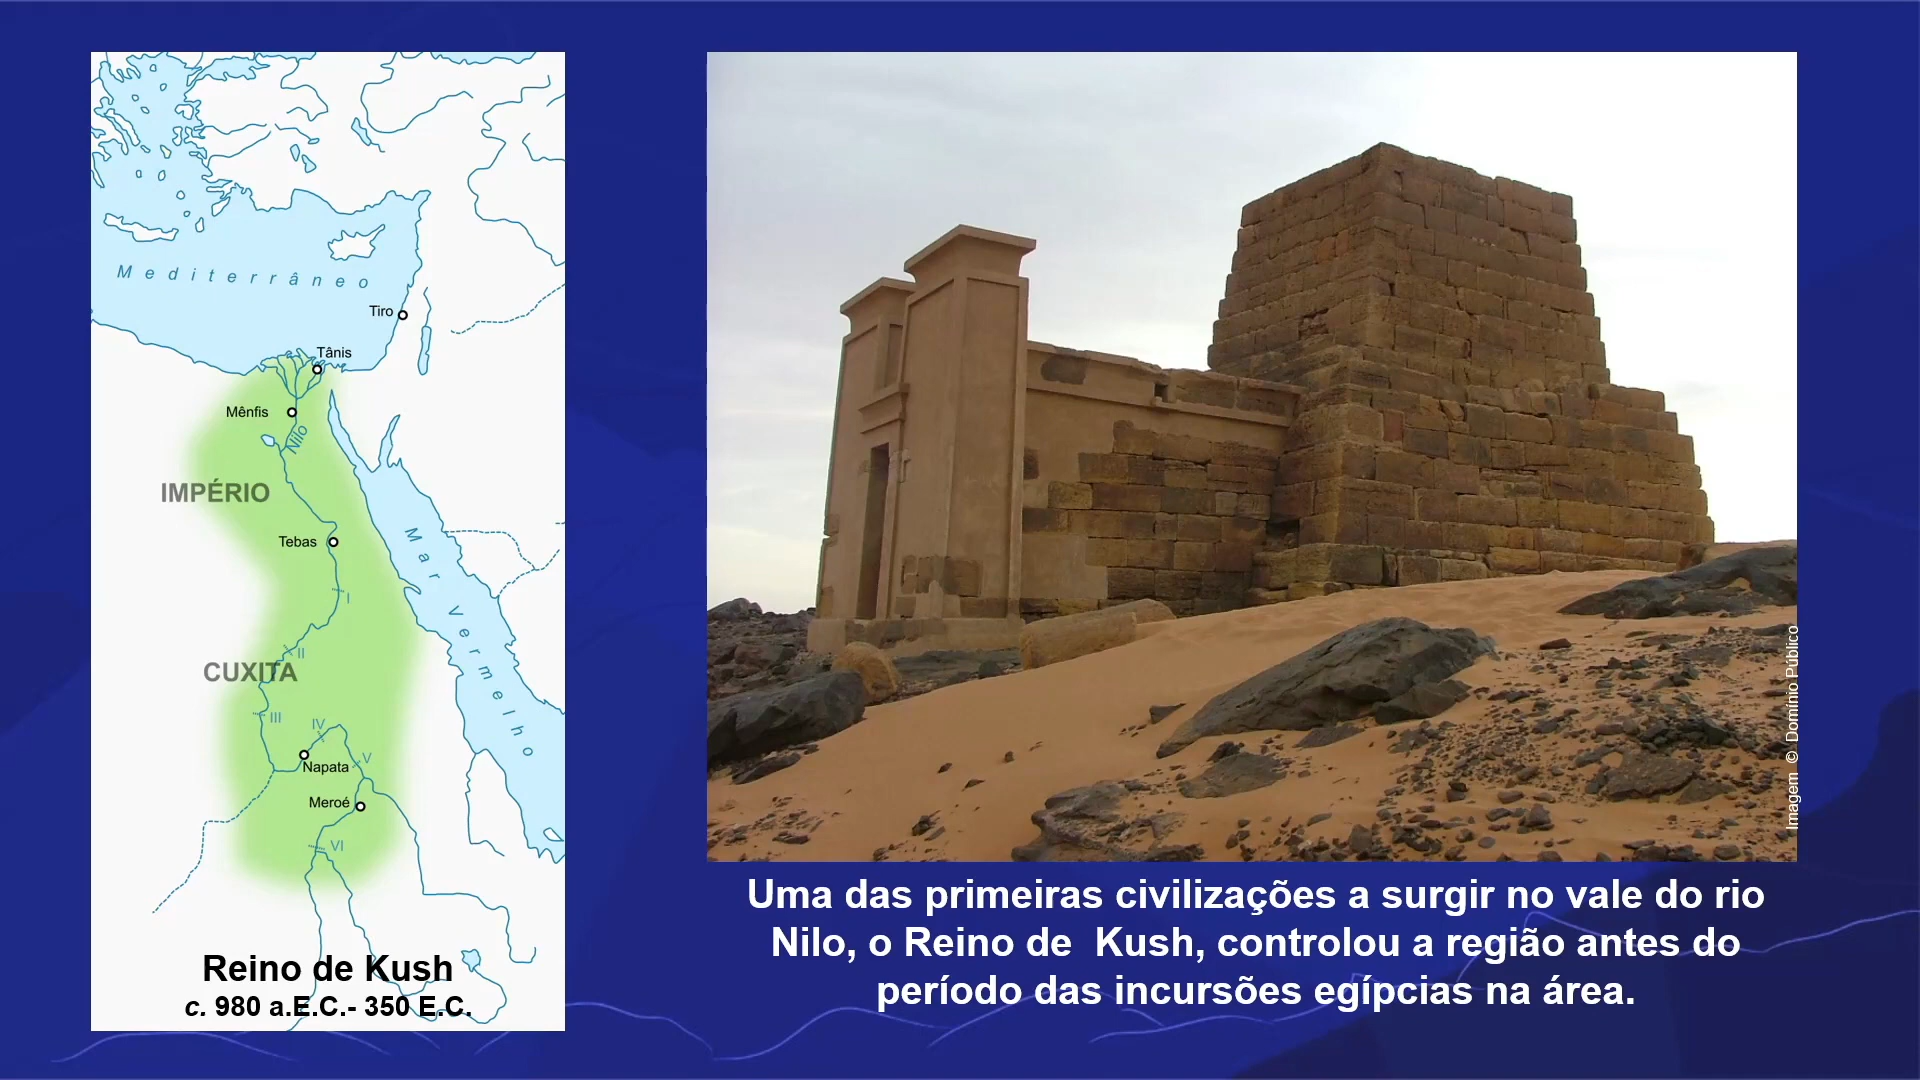 Mediterrâneo
Tiro
Tânis
Mênfis
Nilo
IMPÉRIO
Tebas
Mar Vermelho
I
II
CUXITA
III
IV
V
Napata
Meroé
VI
Reino de Kush
c. 980 a.E.C.- 350 E.C.
Imagem © Domínio Público
Uma das primeiras civilizações a surgir no vale do rio
Nilo, o Reino de Kush, controlou a região antes do
período das incursões egípcias na área.